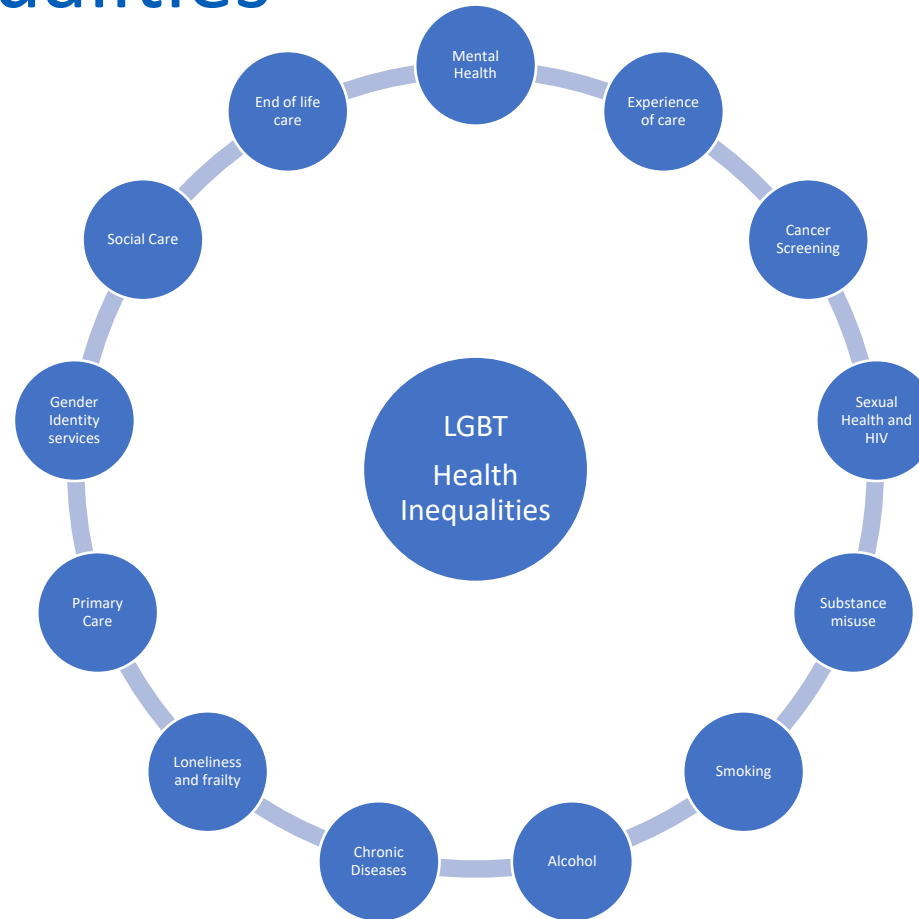 Mental
Health
Experience
of care
Cancer
Screening
Sexual
Health and
HIV
Substance
misuse
Smoking
Alcohol
Chronic
Diseases
Loneliness
and frailty
Primary
Care
Gender
Identity
services
Social Care
End of life
care
LGBT
Health
Inequalities